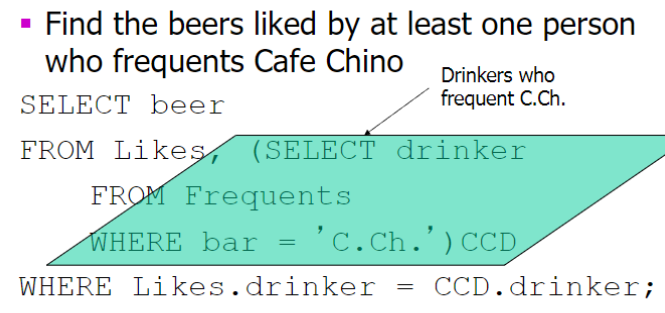 Find the beers liked by at least one person
who frequents Cafe Chino
Drinkers who
frequent C.Ch.
SELECT beer
FROM Likes, (SELECT drinker
FROM Frequents
WHERE bar = 'C.Ch.')CCD
WHERE Likes.drinker = CCD.drinker;